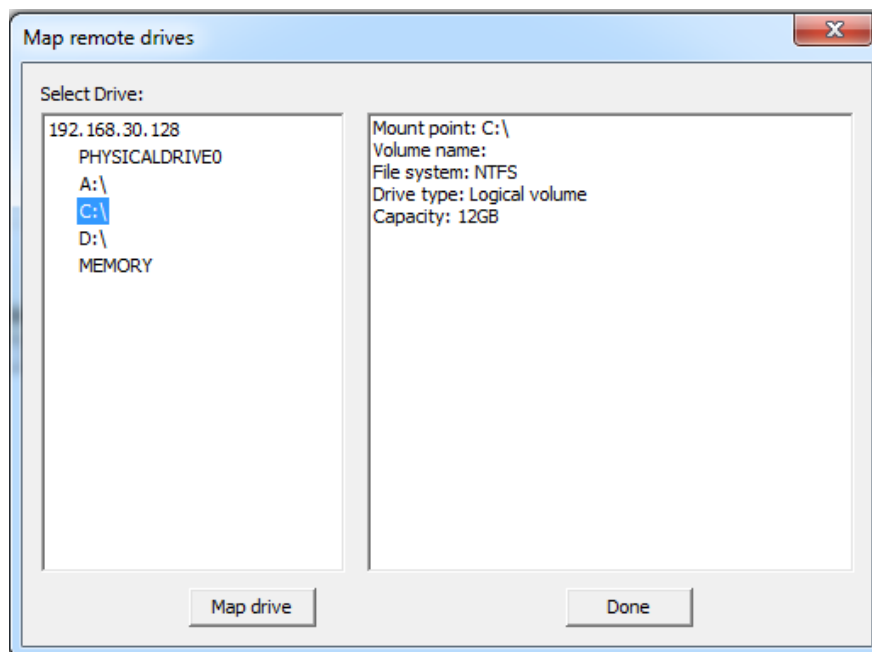 Map remote drives
Select Drive:
192.168.30.128
PHYSICALDRIVE0
A:\
C:\
D:\
MEMORY
Mount point: C:\
Volume name:
File system: NTFS
Drive type: Logical volume
Capacity: 12GB
Map drive
Done